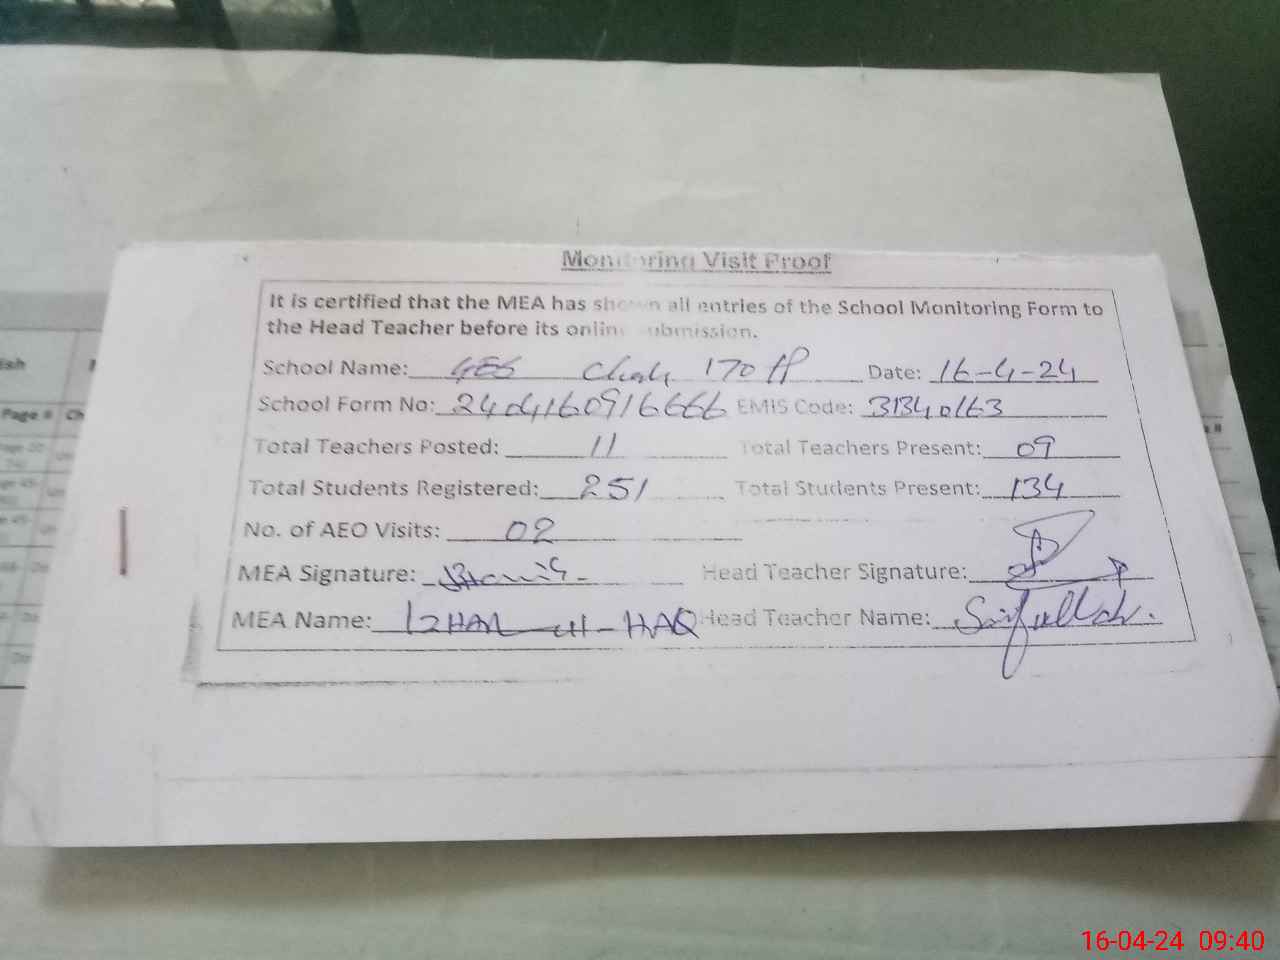 Monitoring Visit Proof
It is certified that the MEA has shown all entries of the School Monitoring Form to
the Head Teacher before its online submission.
School Name: GES Chak 170 P Date: 16-4-24
School Form No: 2404160916666 EMIS Code: 31340163
Total Teachers Posted: 11 Total Teachers Present: 09
Total Students Registered: 251 Total Students Present: 134
No. of AEO Visits: 02
MEA Signature: Head Teacher Signature:
MEA Name: IZHAR-ul-HAQ Head Teacher Name: Saifullah.
ish
Page # Ch
16-04-24 09:40